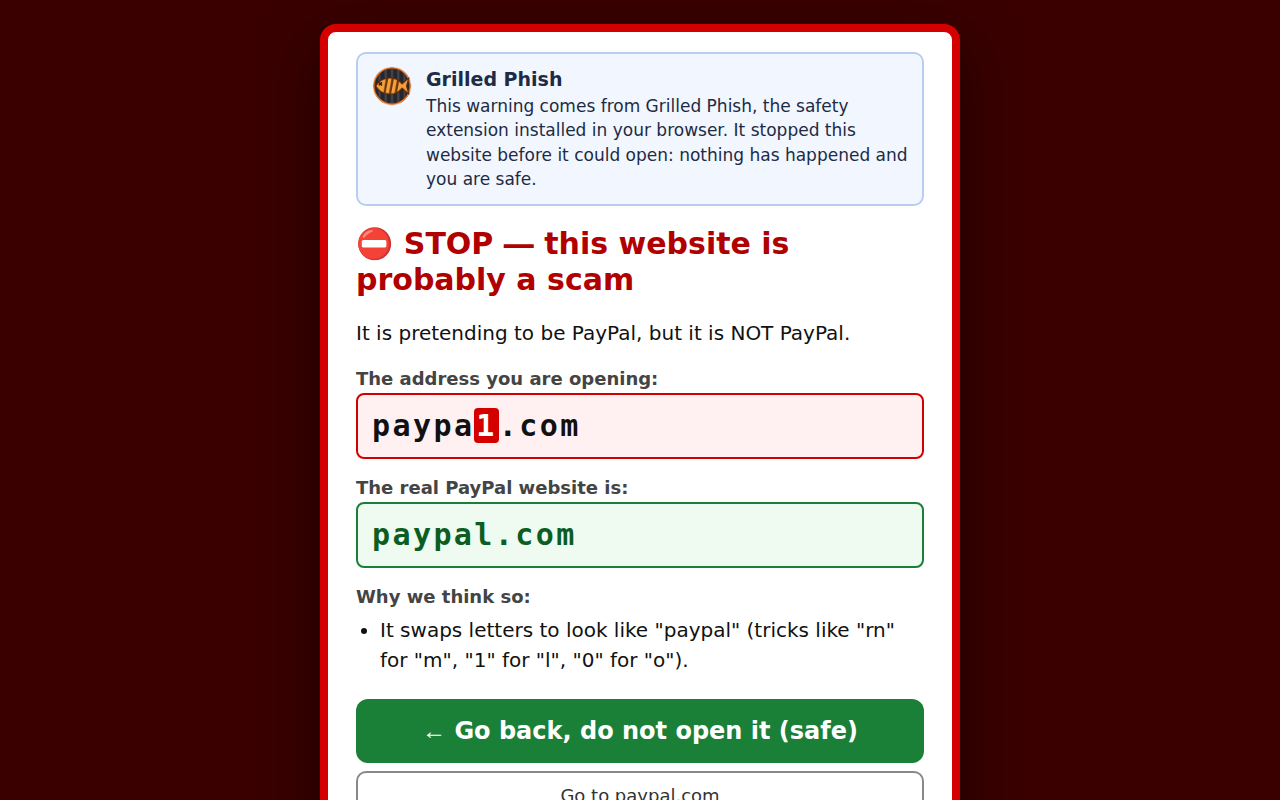 Grilled Phish
This warning comes from Grilled Phish, the safety
extension installed in your browser. It stopped this
website before it could open: nothing has happened and
you are safe.
⛔ STOP — this website is
probably a scam
It is pretending to be PayPal, but it is NOT PayPal.
The address you are opening:
paypa1.com
The real PayPal website is:
paypal.com
Why we think so:
• It swaps letters to look like "paypal" (tricks like "rn"
for "m", "1" for "l", "0" for "o").
← Go back, do not open it (safe)
Go to paypal.com